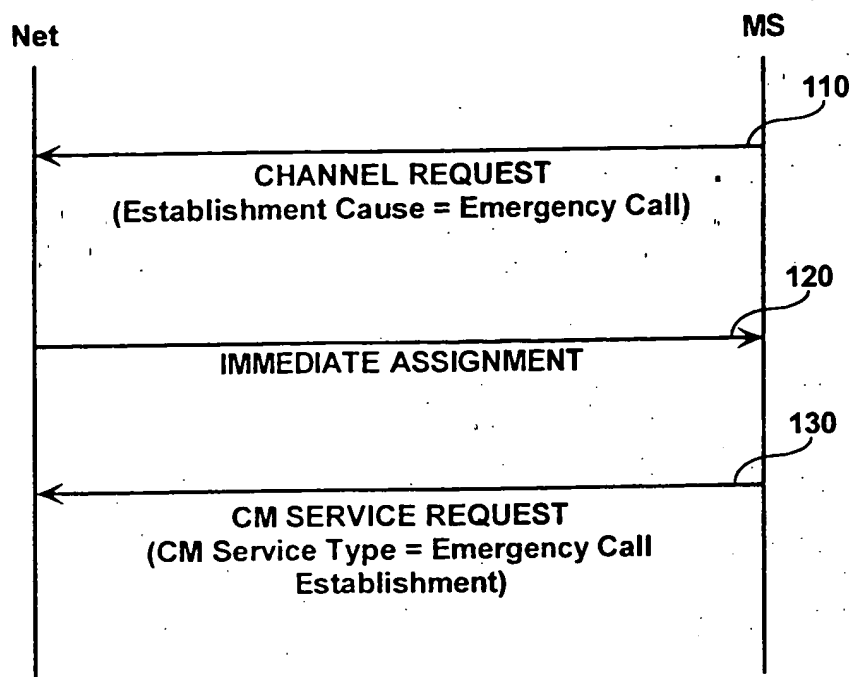 Net
MS
110
CHANNEL REQUEST
(Establishment Cause = Emergency Call)
120
IMMEDIATE ASSIGNMENT
130
CM SERVICE REQUEST
(CM Service Type = Emergency Call
Establishment)